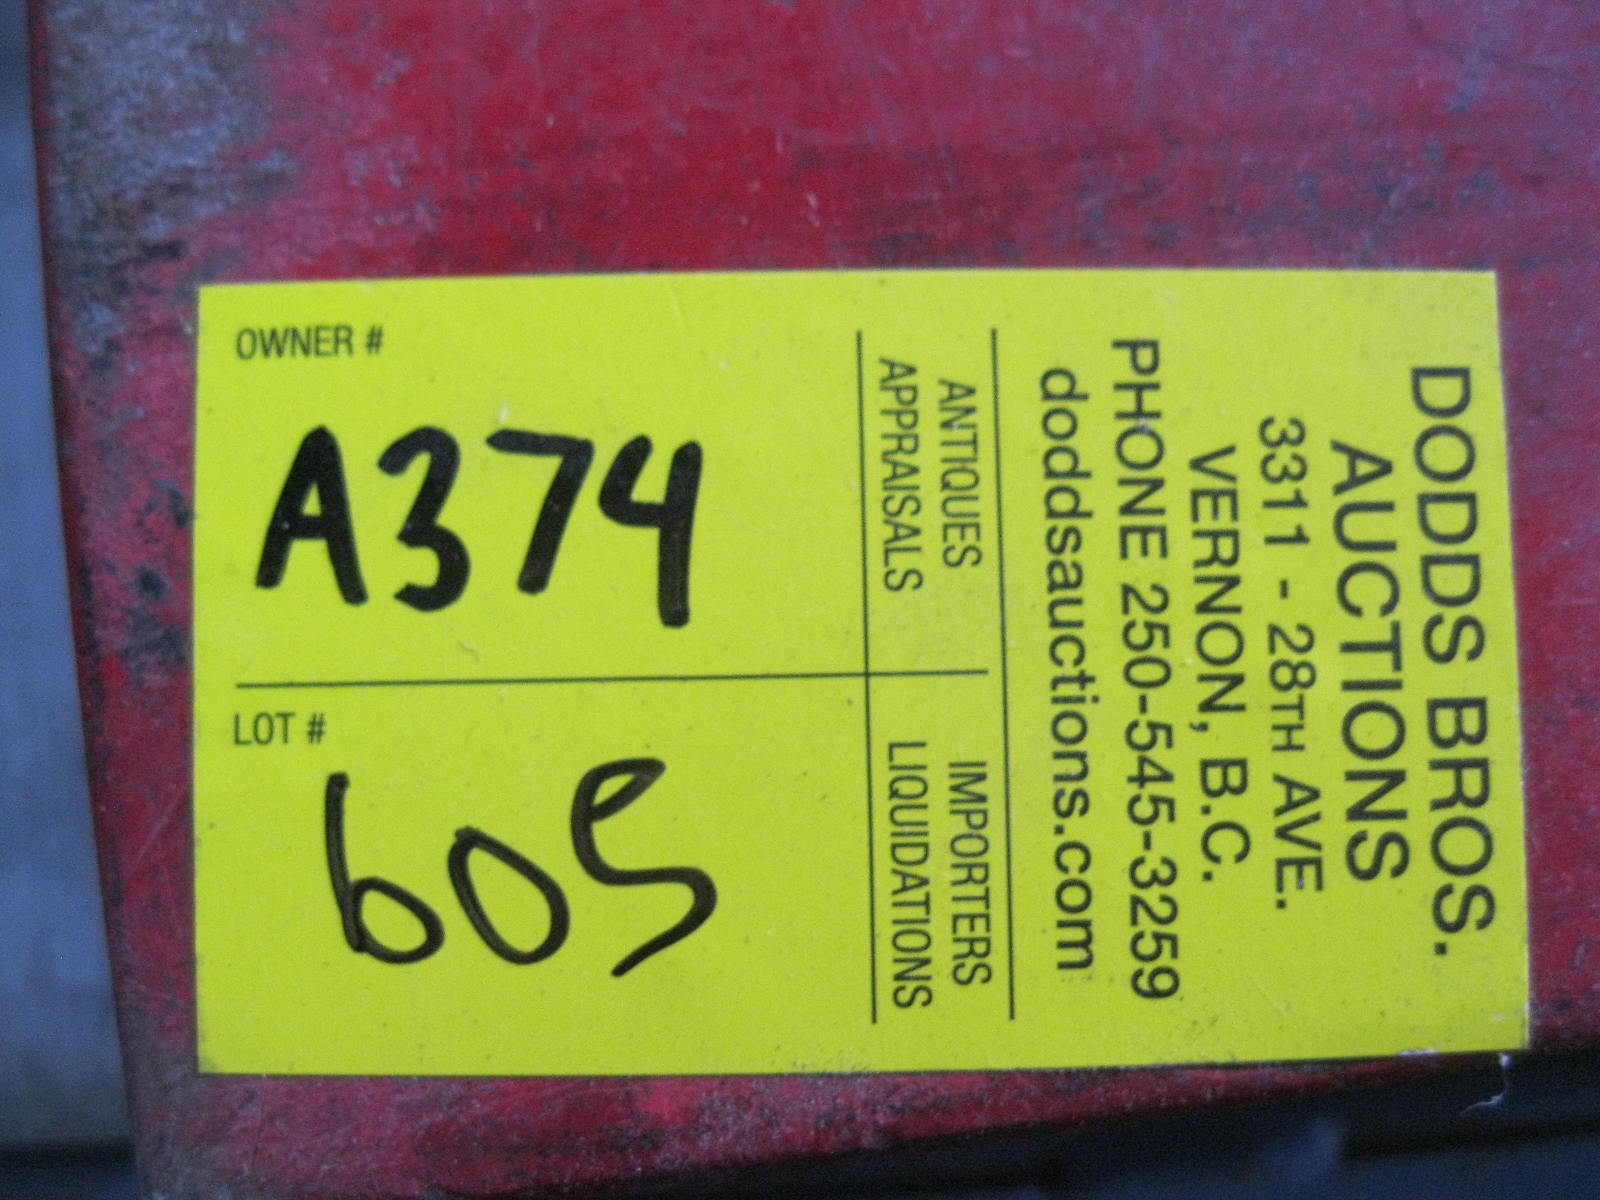 DODDS BROS.
AUCTIONS
3311 - 28TH AVE.
VERNON, B.C.
PHONE 250-545-3259
doddsauctions.com
ANTIQUES
APPRAISALS
IMPORTERS
LIQUIDATIONS
OWNER #
A374
LOT #
605